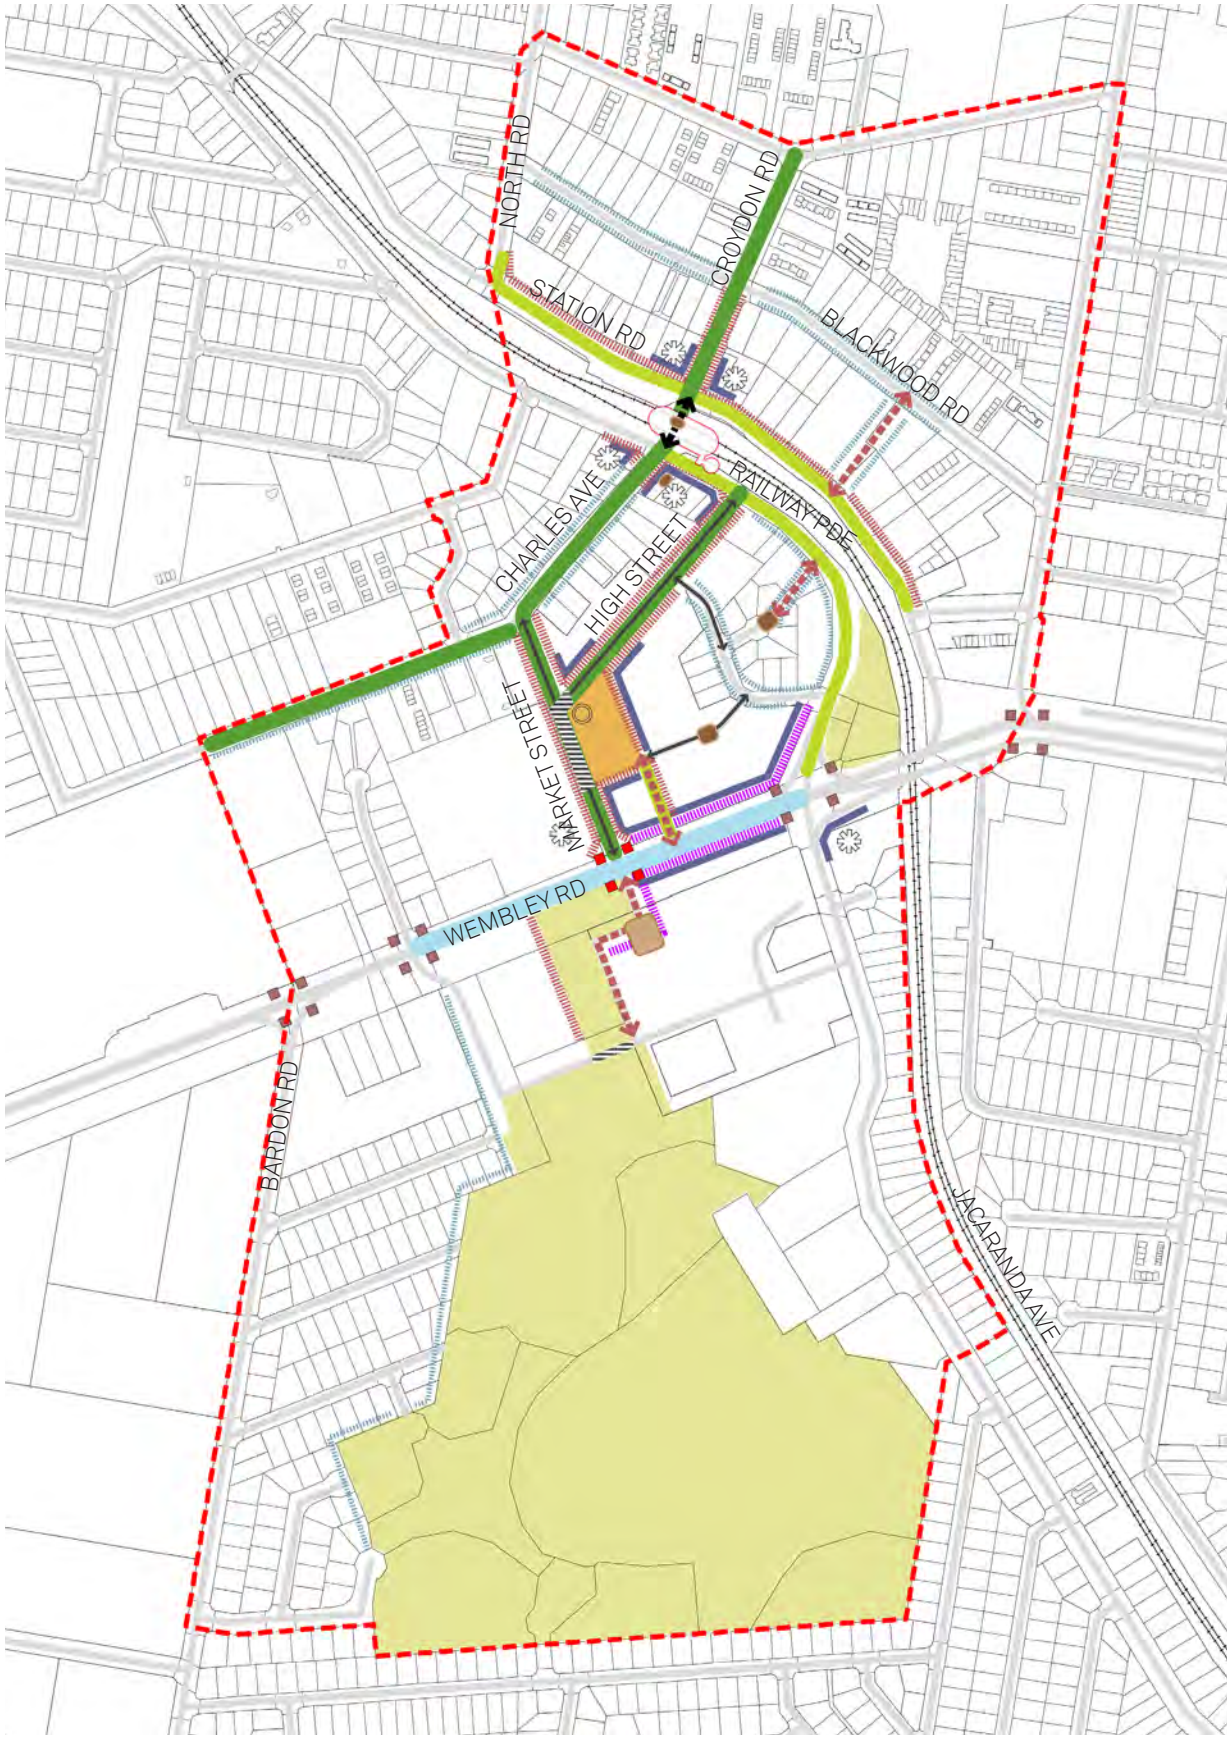 NORTH RD
CROYDON RD
STATION RD
BLACKWOOD RD
RAILWAY PDE
CHARLES AVE
HIGH STREET
MARKET STREET
WEMBLEY RD
BARDON RD
JACARANDA AVE